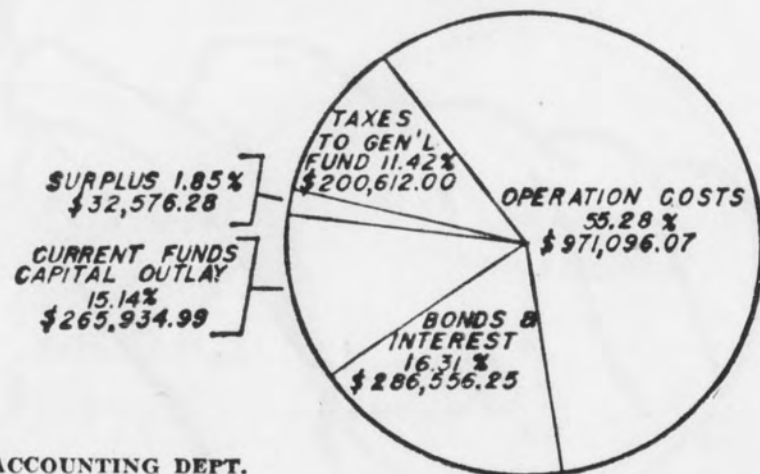 TAXES
TO GEN'L
FUND 11.42%
$200,612.00
SURPLUS 1.85%
$32,576.28
OPERATION COSTS
55.28%
$971,096.07
CURRENT FUNDS
CAPITAL OUTLAY
15.14%
$265,934.99
BONDS &
INTEREST
16.31%
$286,556.25
ACCOUNTING DEPT.